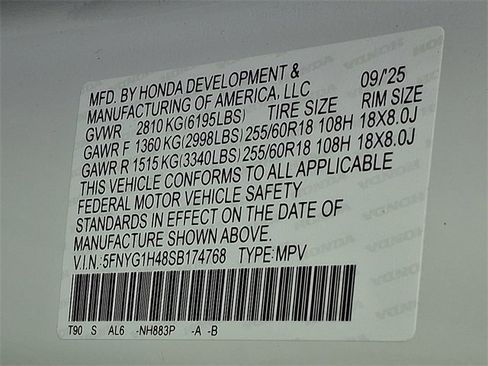 MFD. BY HONDA DEVELOPMENT & 09/'25
MANUFACTURING OF AMERICA, LLC
GVWR 2810 KG(6195LBS) TIRE SIZE RIM SIZE
GAWR F 1360 KG(2998LBS) 255/60R18 108H 18X8.0J
GAWR R 1515 KG(3340LBS) 255/60R18 108H 18X8.0J
THIS VEHICLE CONFORMS TO ALL APPLICABLE
FEDERAL MOTOR VEHICLE SAFETY
STANDARDS IN EFFECT ON THE DATE OF
MANUFACTURE SHOWN ABOVE.
V.I.N.:5FNYG1H48SB174768 TYPE:MPV
T90 S AL6 -NH883P -A -B